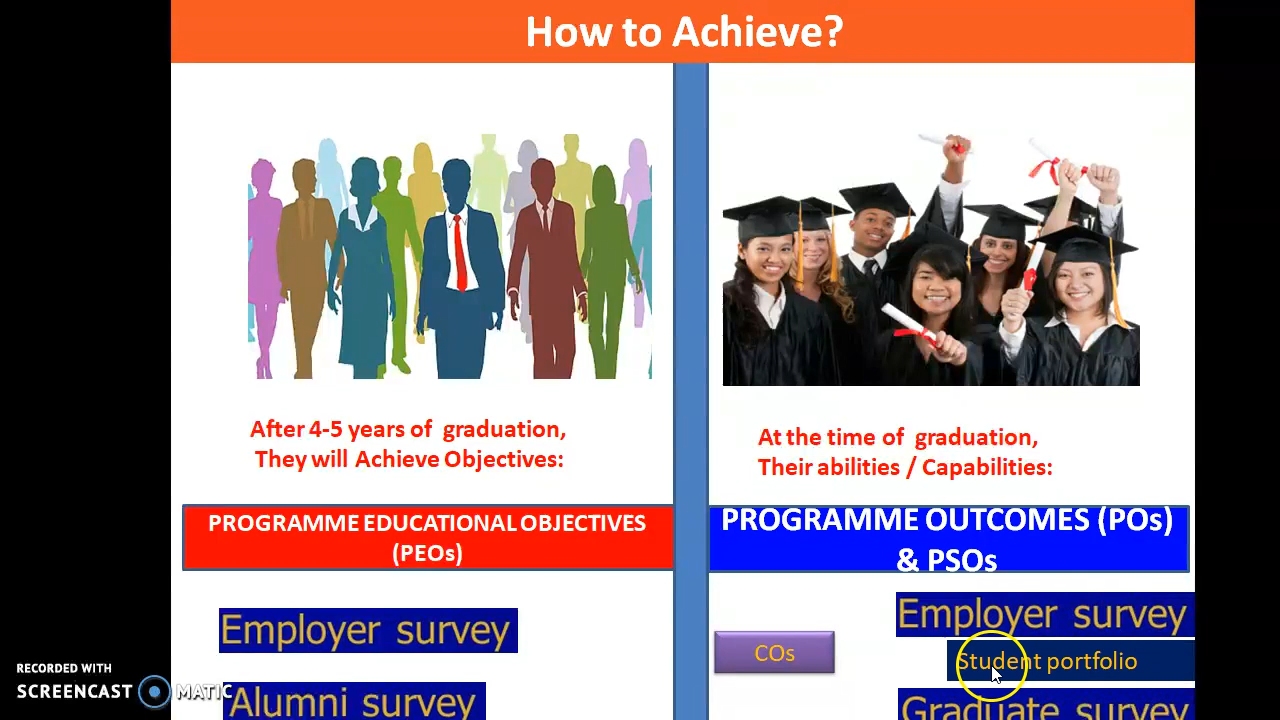 How to Achieve?
After 4-5 years of graduation,
They will Achieve Objectives:
PROGRAMME EDUCATIONAL OBJECTIVES
(PEOs)
Employer survey
Alumni survey
At the time of graduation,
Their abilities / Capabilities:
PROGRAMME OUTCOMES (POs)
& PSOs
COs
Employer survey
Student portfolio
Graduate survey
RECORDED WITH
SCREENCAST MATIC